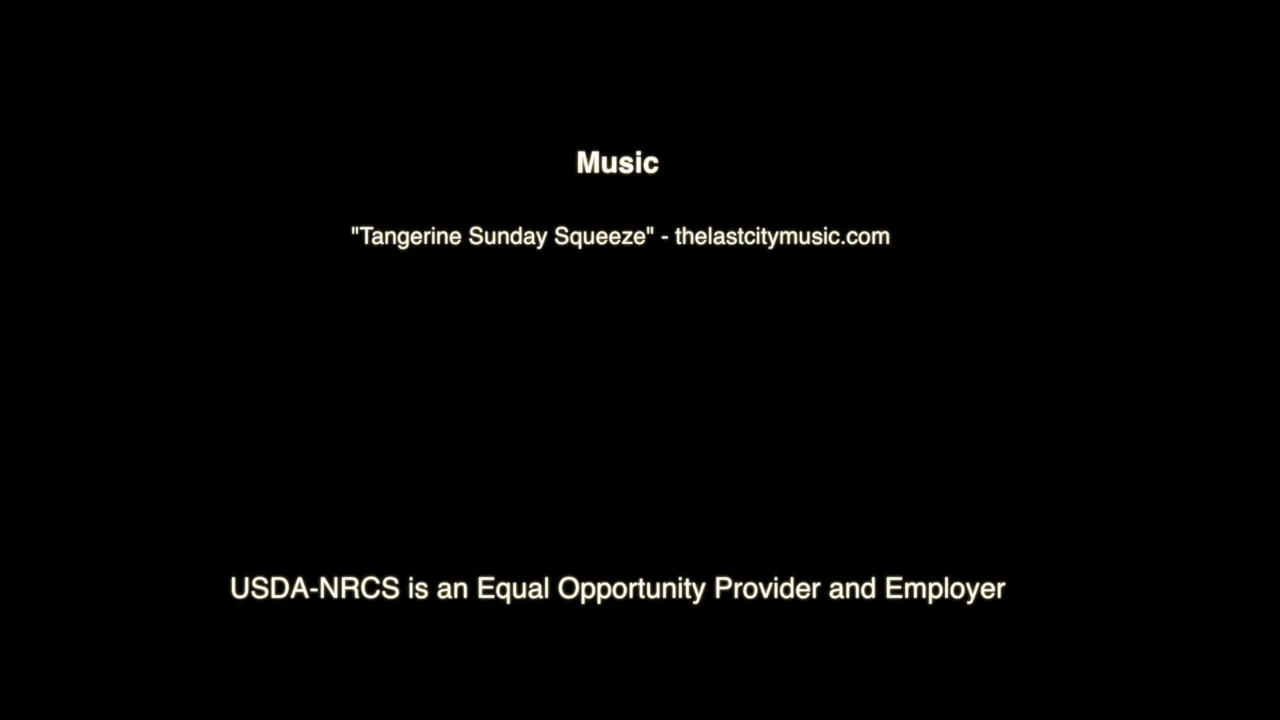 Music
"Tangerine Sunday Squeeze" - thelastcitymusic.com
USDA-NRCS is an Equal Opportunity Provider and Employer